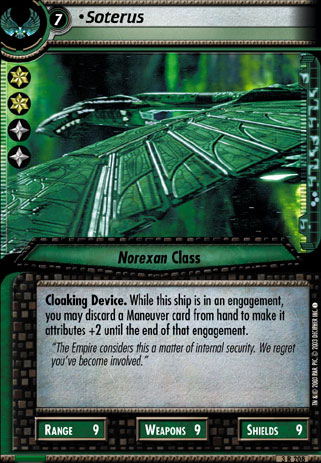 7
•Soterus
Norexan Class
Cloaking Device. While this ship is in an engagement,
you may discard a Maneuver card from hand to make it
attributes +2 until the end of that engagement.
"The Empire considers this a matter of internal security. We regret
you've become involved."
Range 9 Weapons 9 Shields 9
3 R 208